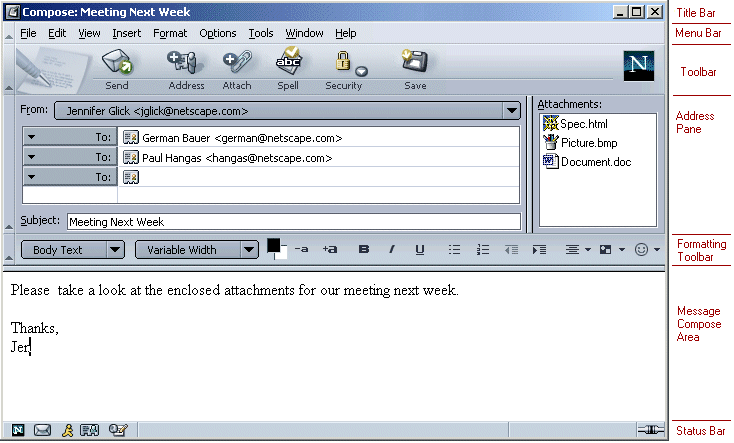 Compose: Meeting Next Week
Title Bar
File Edit View Insert Format Options Tools Window Help
Menu Bar
Send Address Attach Spell Security Save
abc
N
Toolbar
From: Jennifer Glick <jglick@netscape.com>
Attachments:
Address
Pane
To: German Bauer <german@netscape.com>
To: Paul Hangas <hangas@netscape.com>
To:
Spec.html
Picture.bmp
Document.doc
Subject: Meeting Next Week
Body Text Variable Width -a +a B I U
Formatting
Toolbar
Please  take a look at the enclosed attachments for our meeting next week.
Thanks,
Jen
Message
Compose
Area
N
Status Bar